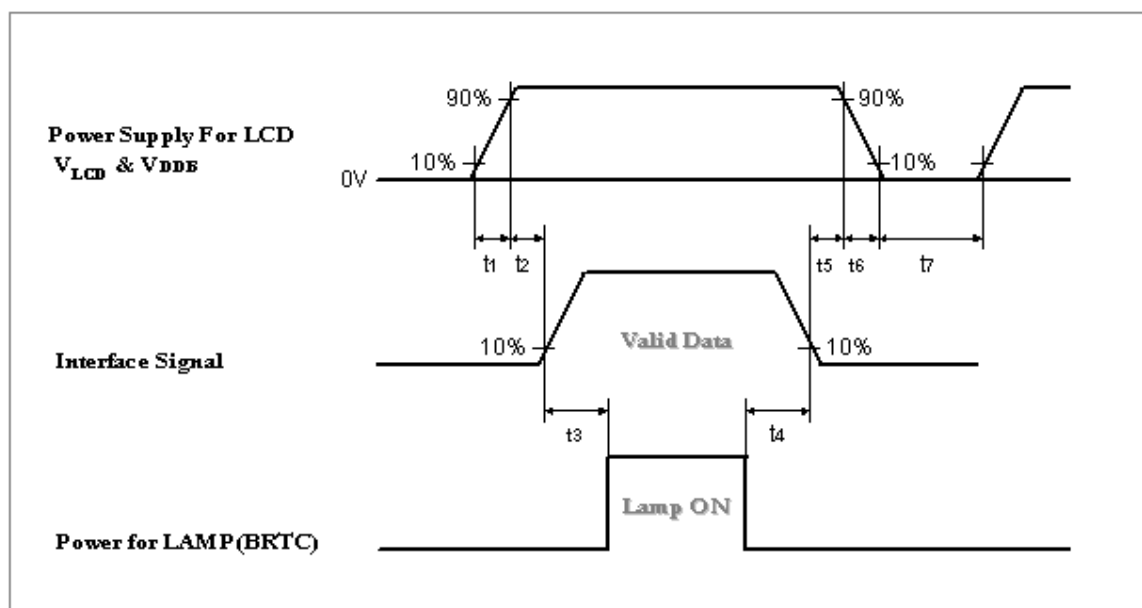 90%
90%
Power Supply For LCD
V_LCD & VDDB
10%
10%
0V
t1 t2 t5 t6 t7
Valid Data
10%
10%
Interface Signal
t3
t4
Lamp ON
Power for LAMP(BRTC)